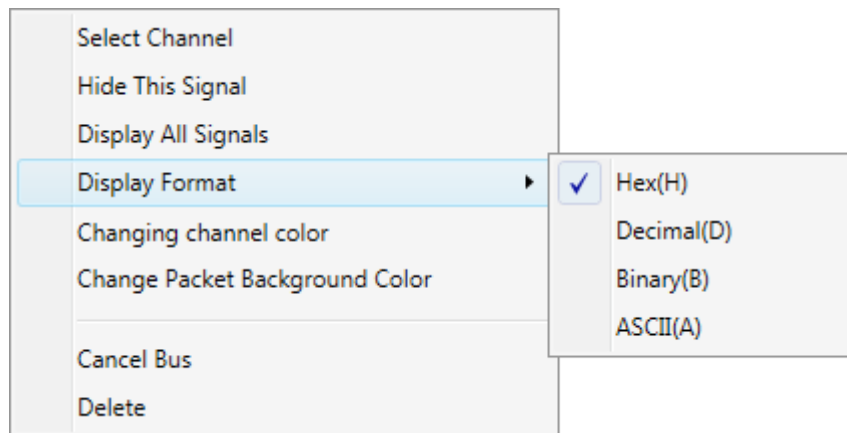 Select Channel
Hide This Signal
Display All Signals
Display Format
Changing channel color
Change Packet Background Color
Cancel Bus
Delete
Hex(H)
Decimal(D)
Binary(B)
ASCII(A)